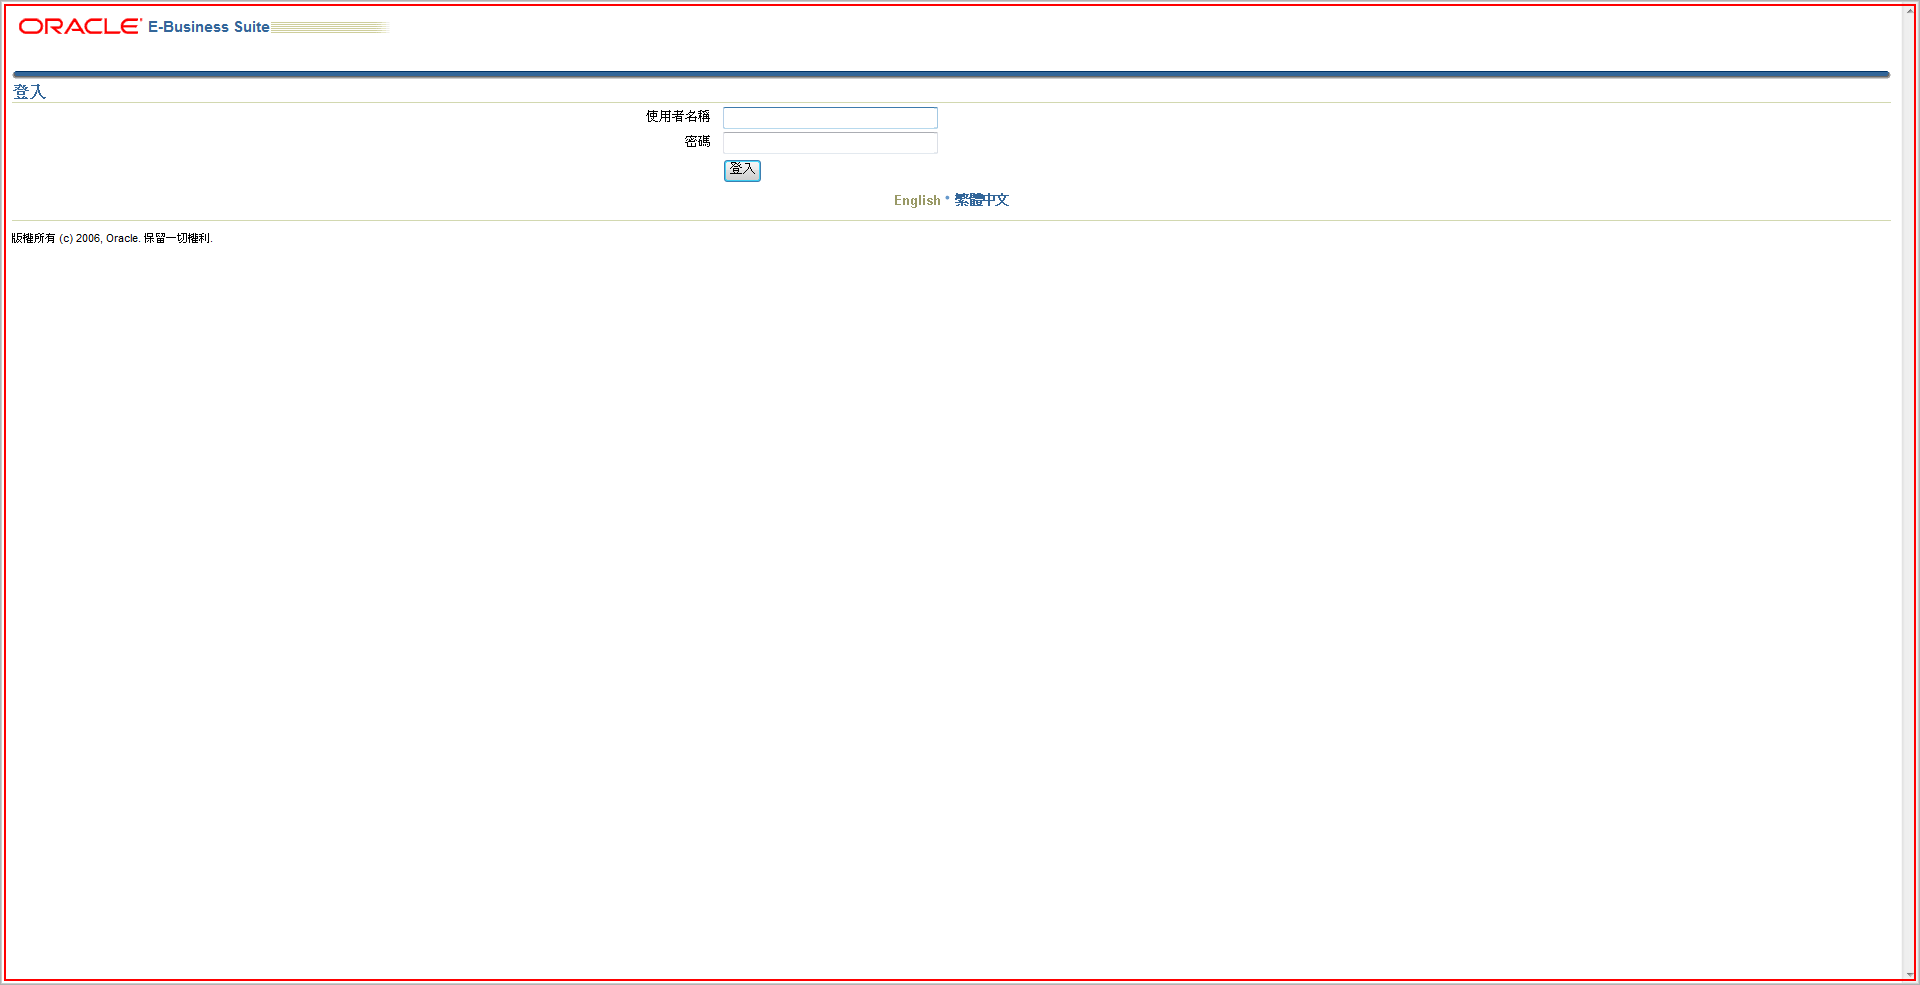 ORACLE E-Business Suite
登入
使用者名稱
密碼
登入
English • 繁體中文
版權所有 (c) 2006, Oracle. 保留一切權利.